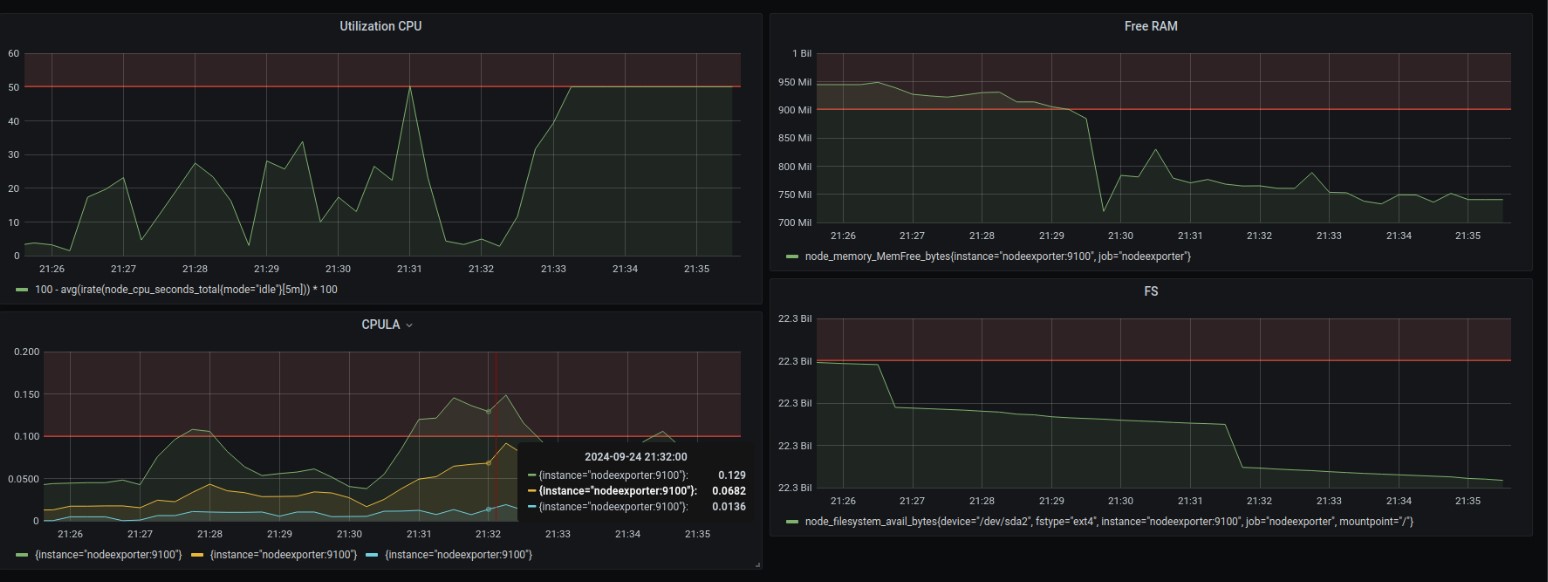 Utilization CPU
60
50
40
30
20
10
0
21:26 21:27 21:28 21:29 21:30 21:31 21:32 21:33 21:34 21:35
100 - avg(irate(node_cpu_seconds_total{mode="idle"}[5m])) * 100
Free RAM
1 Bil
950 Mil
900 Mil
850 Mil
800 Mil
750 Mil
700 Mil
21:26 21:27 21:28 21:29 21:30 21:31 21:32 21:33 21:34 21:35
node_memory_MemFree_bytes{instance="nodeexporter:9100", job="nodeexporter"}
CPULA
0.200
0.150
0.100
0.0500
0
21:26 21:27 21:28 21:29 21:30 21:31 21:32 21:33 21:34 21:35
2024-09-24 21:32:00
{instance="nodeexporter:9100"}: 0.129
{instance="nodeexporter:9100"}: 0.0682
{instance="nodeexporter:9100"}: 0.0136
{instance="nodeexporter:9100"} {instance="nodeexporter:9100"} {instance="nodeexporter:9100"}
FS
22.3 Bil
22.3 Bil
22.3 Bil
22.3 Bil
22.3 Bil
21:26 21:27 21:28 21:29 21:30 21:31 21:32 21:33 21:34 21:35
node_filesystem_avail_bytes{device="/dev/sda2", fstype="ext4", instance="nodeexporter:9100", job="nodeexporter", mountpoint="/"}